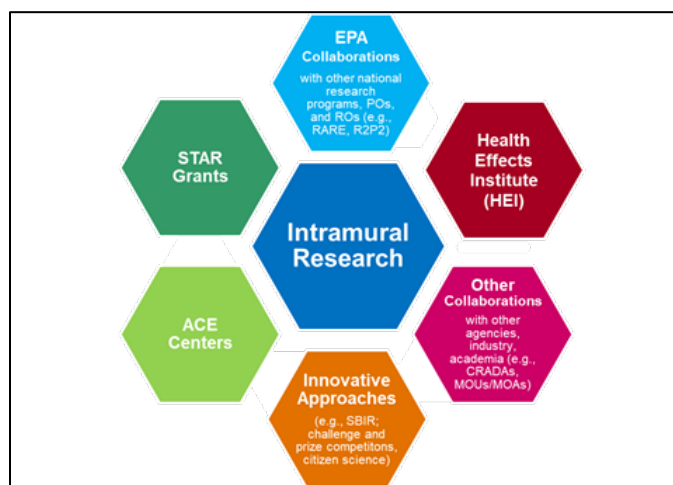 EPA
Collaborations
with other national
research
programs, POs,
and ROs (e.g.,
RARE, R2P2)
STAR
Grants
Health
Effects
Institute
(HEI)
Intramural
Research
ACE
Centers
Other
Collaborations
with other
agencies,
industry,
academia (e.g.,
CRADAs,
MOUs/MOAs)
Innovative
Approaches
(e.g., SBIR;
challenge and
prize competitons,
citizen science)